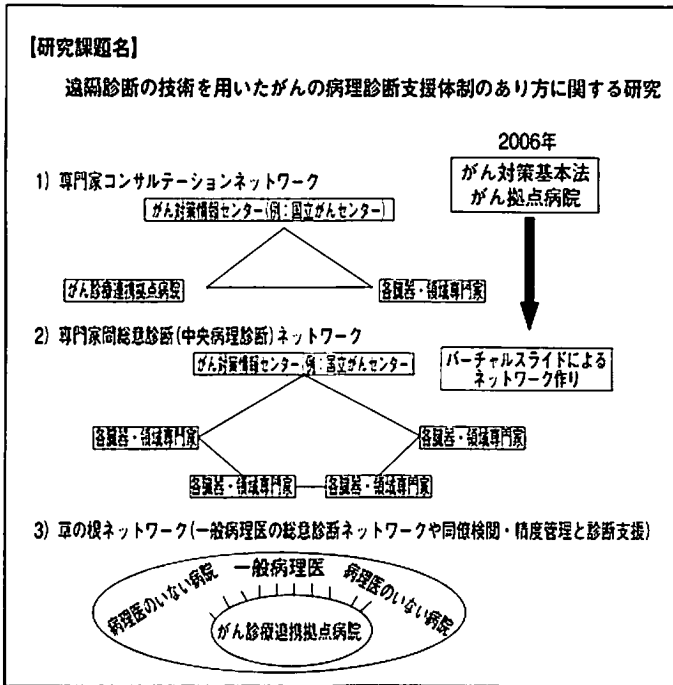 【研究課題名】
遠隔診断の技術を用いたがんの病理診断支援体制のあり方に関する研究
2006年
がん対策基本法
がん拠点病院
1) 専門家コンサルテーションネットワーク
がん対策情報センター(例:国立がんセンター)
がん診療連携拠点病院
各臓器・領域専門家
2) 専門家間総意診断(中央病理診断)ネットワーク
がん対策情報センター(例:国立がんセンター)
バーチャルスライドによる
ネットワーク作り
各臓器・領域専門家
各臓器・領域専門家
各臓器・領域専門家
各臓器・領域専門家
3) 草の根ネットワーク(一般病理医の総意診断ネットワークや同僚検閲・精度管理と診断支援)
病理医のいない病院
一般病理医
病理医のいない病院
がん診療連携拠点病院